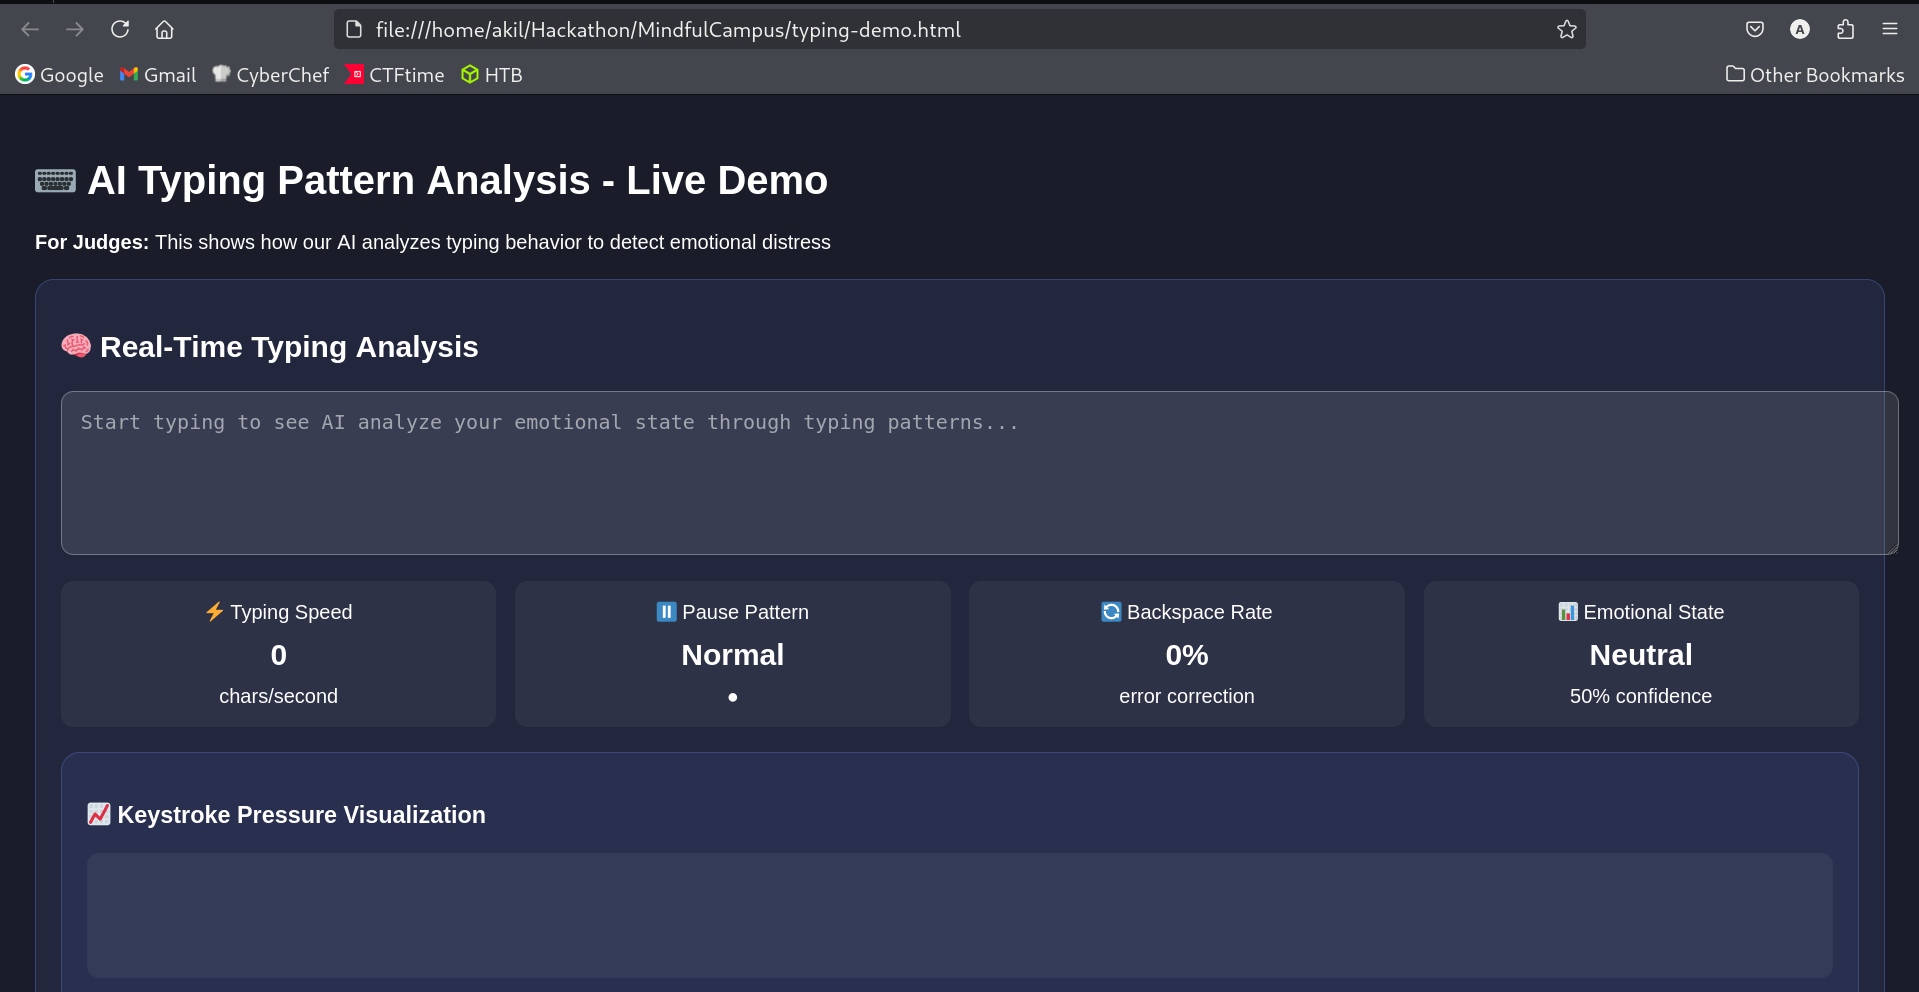 file:///home/akil/Hackathon/MindfulCampus/typing-demo.html
A
Google Gmail CyberChef CTFtime HTB Other Bookmarks
AI Typing Pattern Analysis - Live Demo
For Judges: This shows how our AI analyzes typing behavior to detect emotional distress
Real-Time Typing Analysis
Start typing to see AI analyze your emotional state through typing patterns...
Typing Speed
0
chars/second
Pause Pattern
Normal
Backspace Rate
0%
error correction
Emotional State
Neutral
50% confidence
Keystroke Pressure Visualization